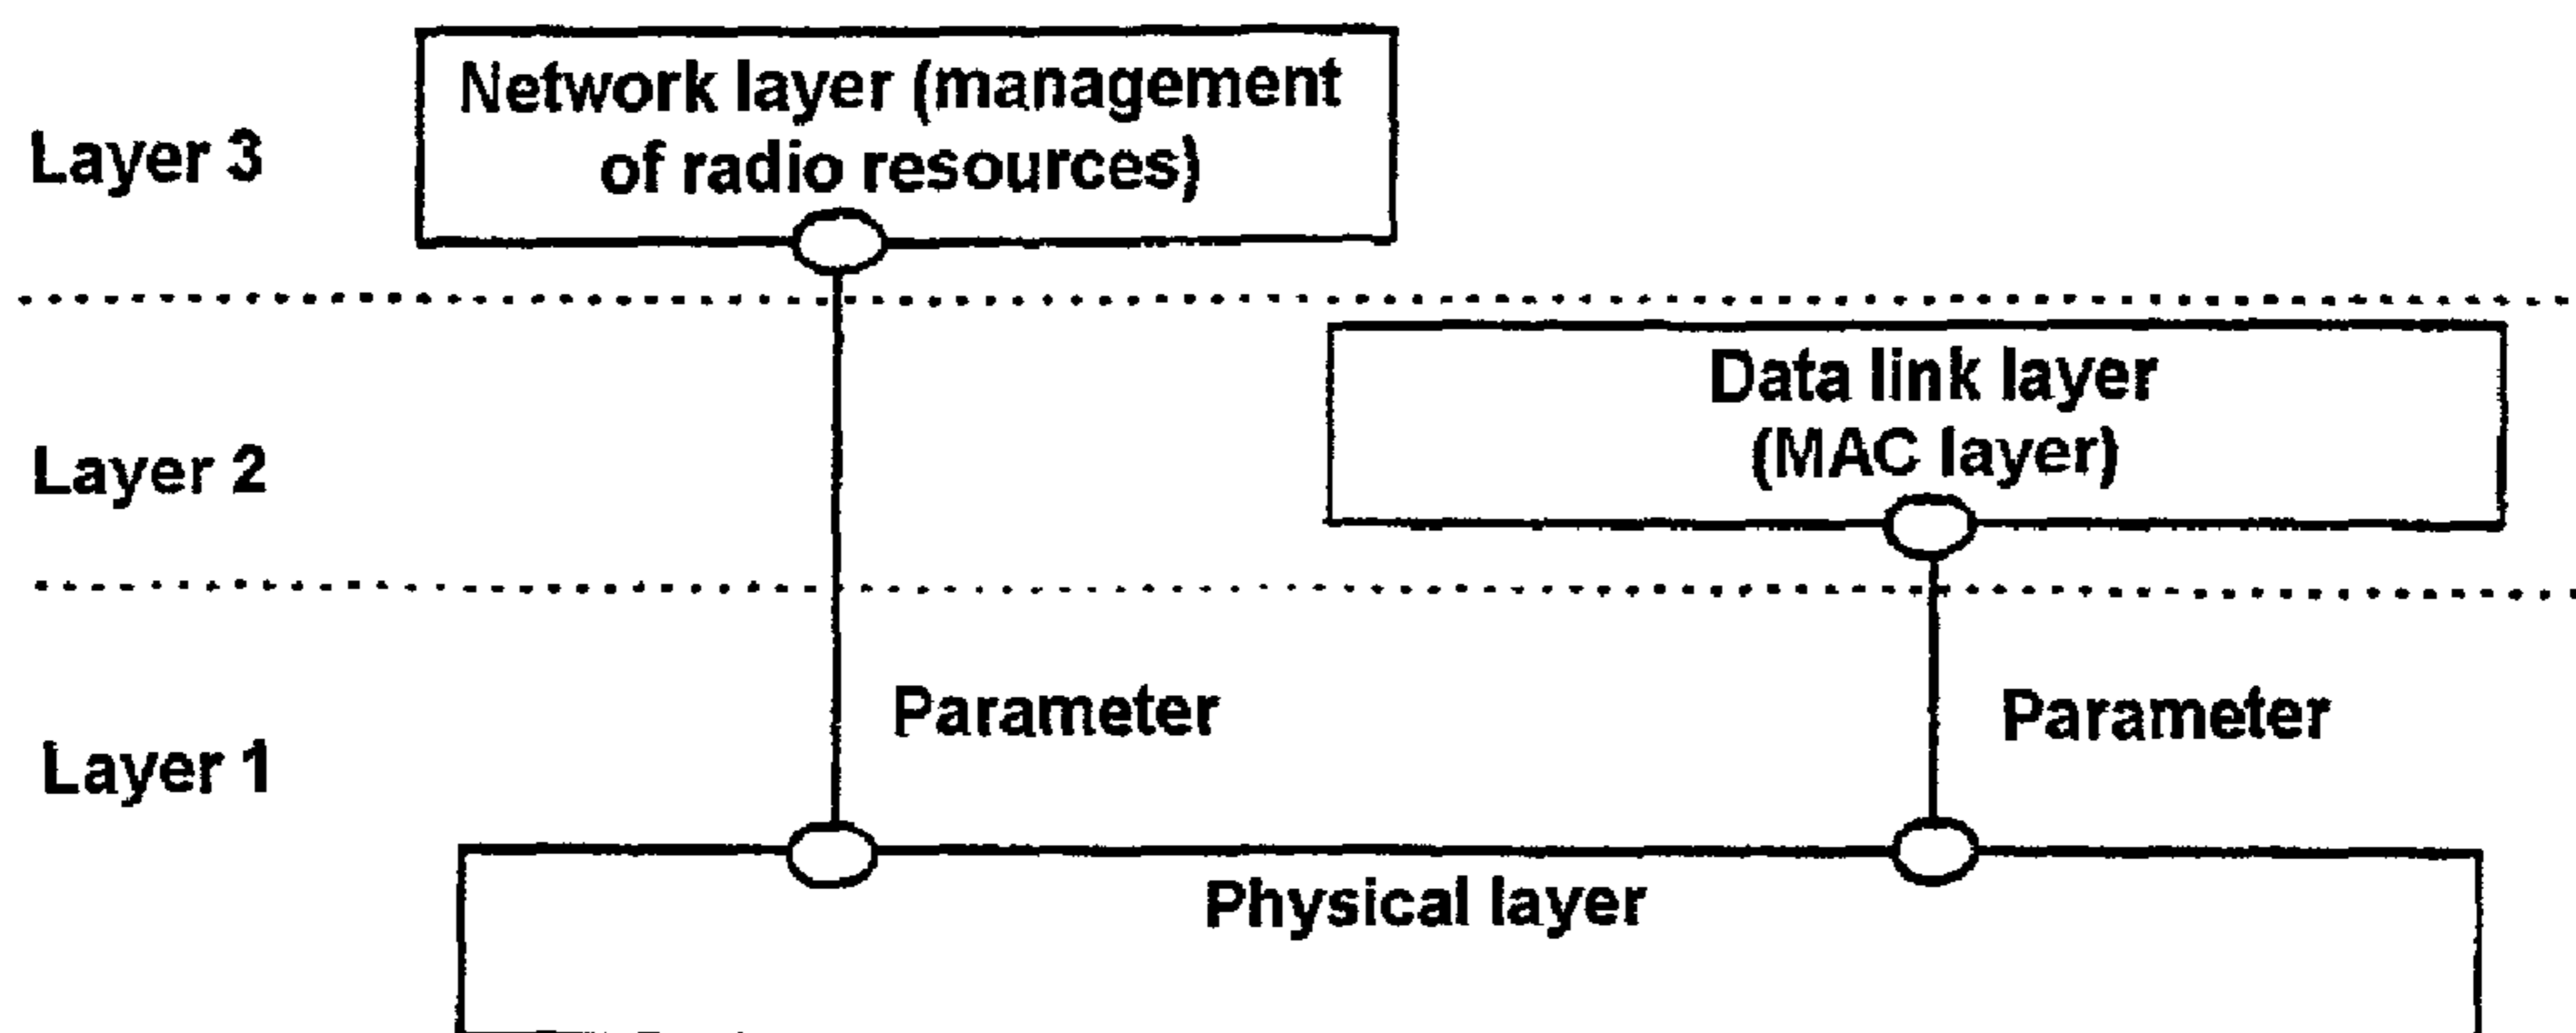 Network layer (management
of radio resources)
Layer 3
Data link layer
(MAC layer)
Layer 2
Parameter
Parameter
Layer 1
Physical layer